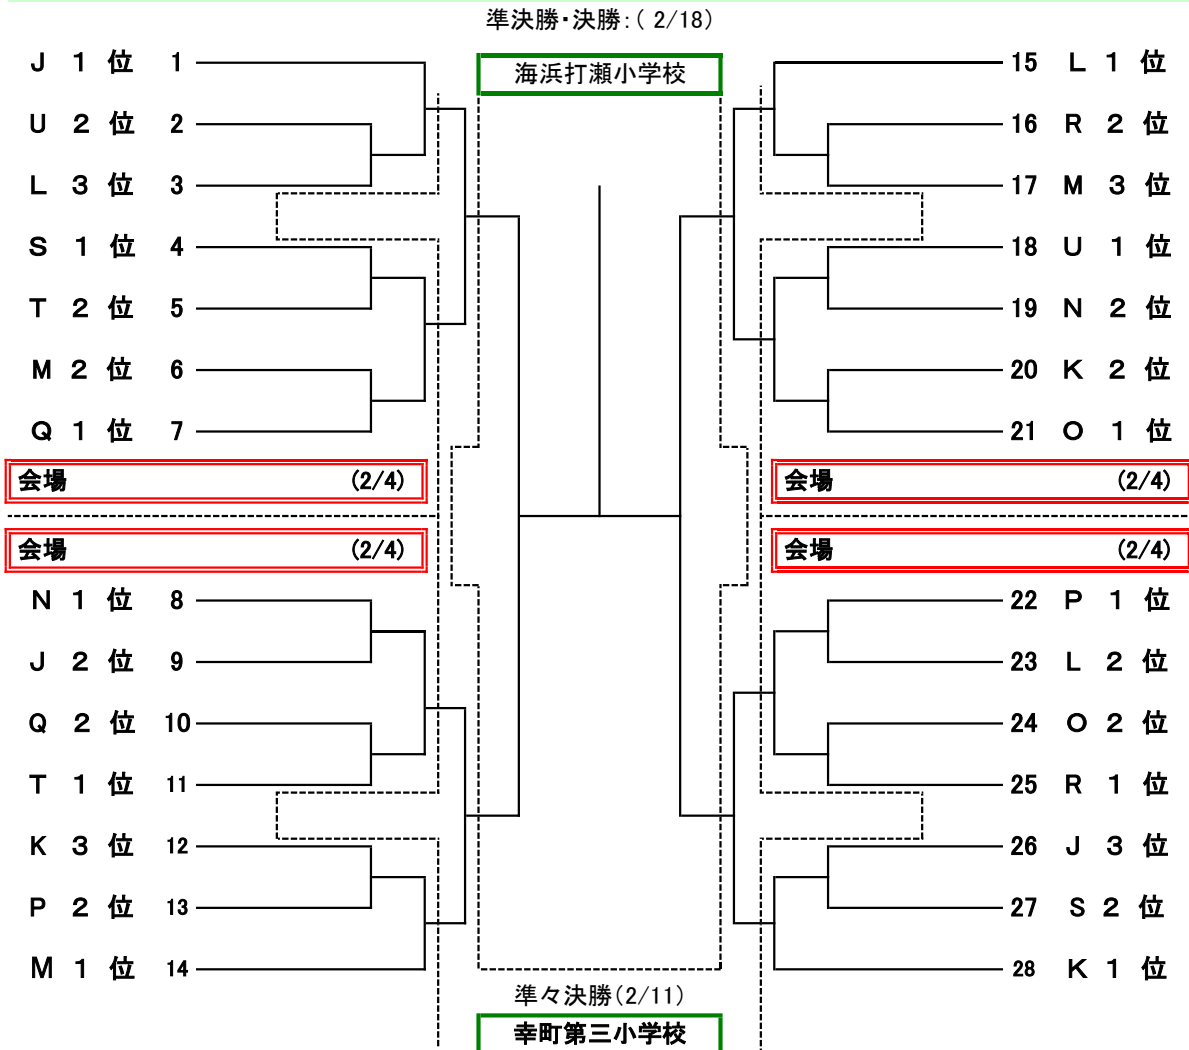 準決勝・決勝:( 2/18)
海浜打瀬小学校
J 1 位 1
U 2 位 2
L 3 位 3
S 1 位 4
T 2 位 5
M 2 位 6
Q 1 位 7
会場 (2/4)
会場 (2/4)
N 1 位 8
J 2 位 9
Q 2 位 10
T 1 位 11
K 3 位 12
P 2 位 13
M 1 位 14
15 L 1 位
16 R 2 位
17 M 3 位
18 U 1 位
19 N 2 位
20 K 2 位
21 O 1 位
会場 (2/4)
会場 (2/4)
22 P 1 位
23 L 2 位
24 O 2 位
25 R 1 位
26 J 3 位
27 S 2 位
28 K 1 位
準々決勝(2/11)
幸町第三小学校